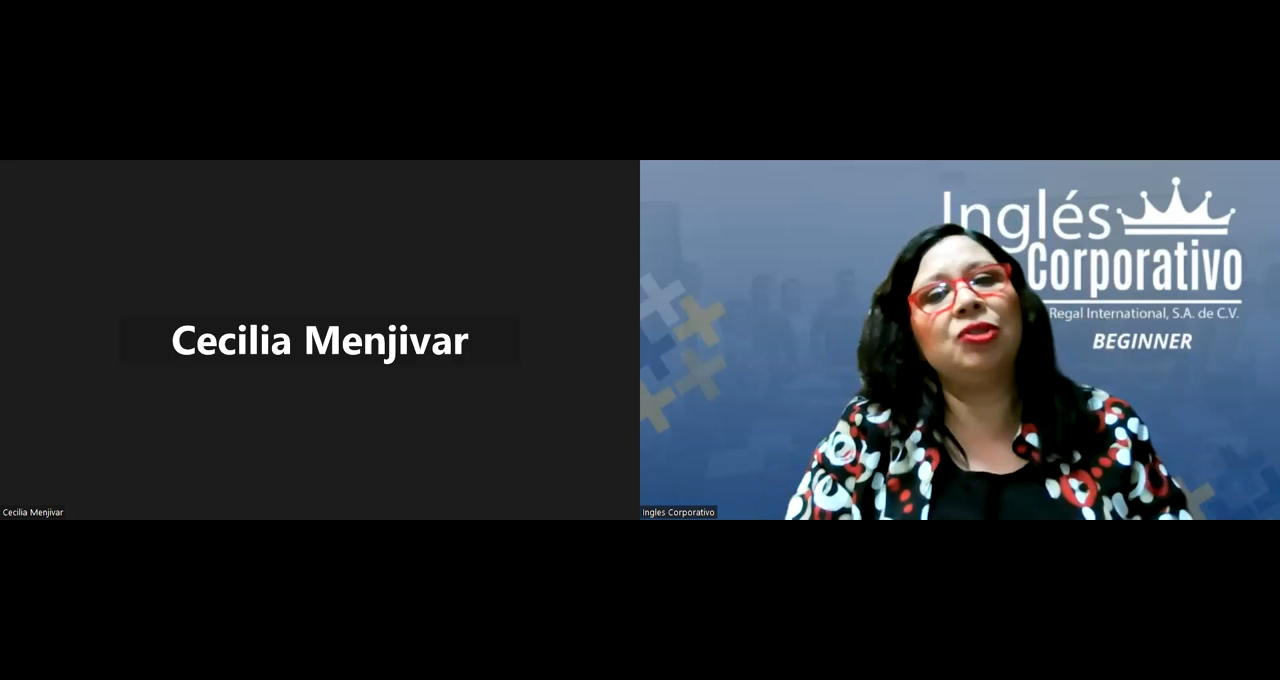 Cecilia Menjivar
Cecilia Menjivar
Inglés
Corporativo
Regal International, S.A. de C.V.
BEGINNER
Ingles Corporativo